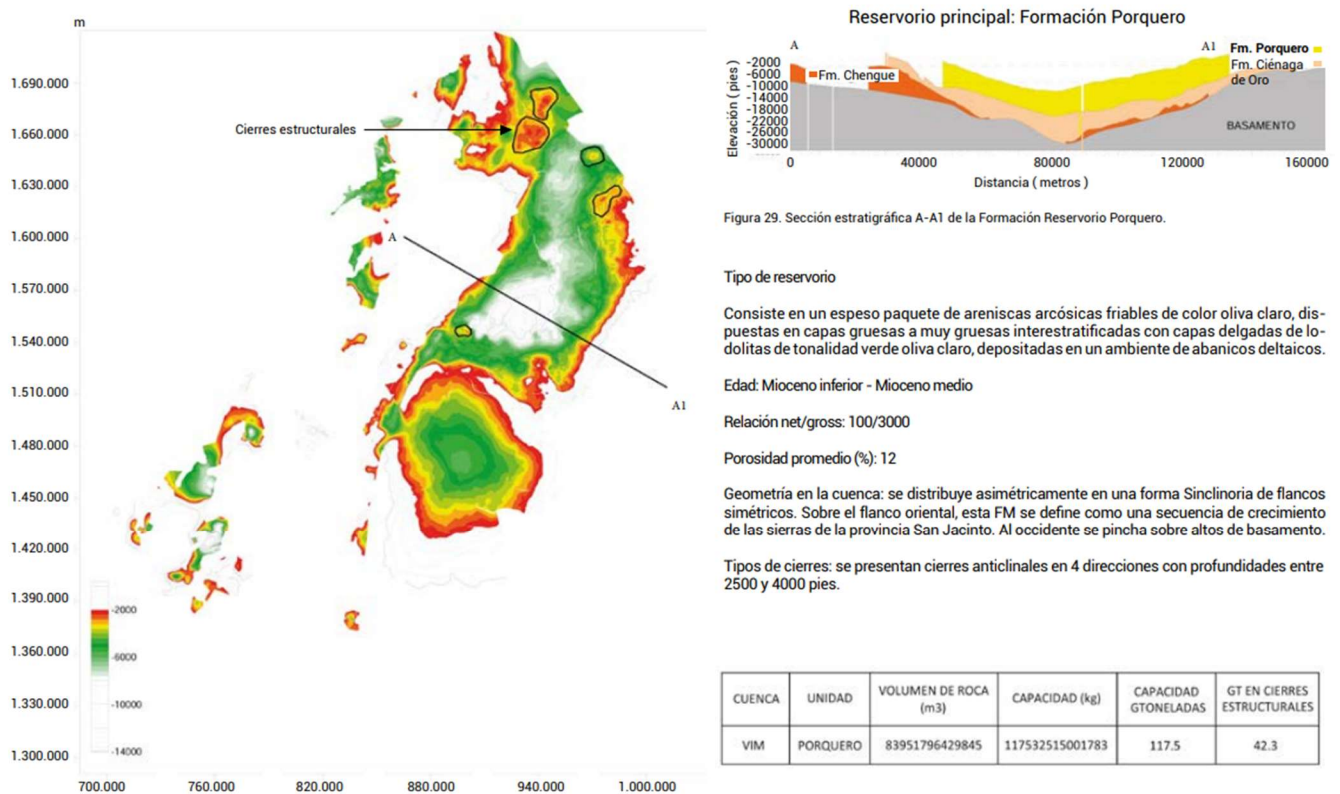 m
1.690.000
1.660.000
1.630.000
1.600.000
1.570.000
1.540.000
1.510.000
1.480.000
1.450.000
1.420.000
1.390.000
1.360.000
1.330.000
1.300.000
Cierres estructurales
A
A1
-2000
-6000
-10000
-14000
700.000 760.000 820.000 880.000 940.000 1.000.000
Reservorio principal: Formación Porquero
A
A1
Fm. Porquero
Fm. Ciénaga
de Oro
Fm. Chengue
BASAMENTO
Elevación ( pies )
-2000
-6000
-10000
-14000
-18000
-22000
-26000
-30000
0 40000 80000 120000 160000
Distancia ( metros )
Figura 29. Sección estratigráfica A-A1 de la Formación Reservorio Porquero.
Tipo de reservorio
Consiste en un espeso paquete de areniscas arcósicas friables de color oliva claro, dis-
puestas en capas gruesas a muy gruesas interestratificadas con capas delgadas de lo-
dolitas de tonalidad verde oliva claro, depositadas en un ambiente de abanicos deltaicos.
Edad: Mioceno inferior - Mioceno medio
Relación net/gross: 100/3000
Porosidad promedio (%): 12
Geometría en la cuenca: se distribuye asimétricamente en una forma Sinclinoria de flancos
simétricos. Sobre el flanco oriental, esta FM se define como una secuencia de crecimiento
de las sierras de la provincia San Jacinto. Al occidente se pincha sobre altos de basamento.
Tipos de cierres: se presentan cierres anticlinales en 4 direcciones con profundidades entre
2500 y 4000 pies.
CUENCA UNIDAD VOLUMEN DE ROCA (m3) CAPACIDAD (kg) CAPACIDAD GTONELADAS GT EN CIERRES ESTRUCTURALES
VIM PORQUERO 83951796429845 117532515001783 117.5 42.3